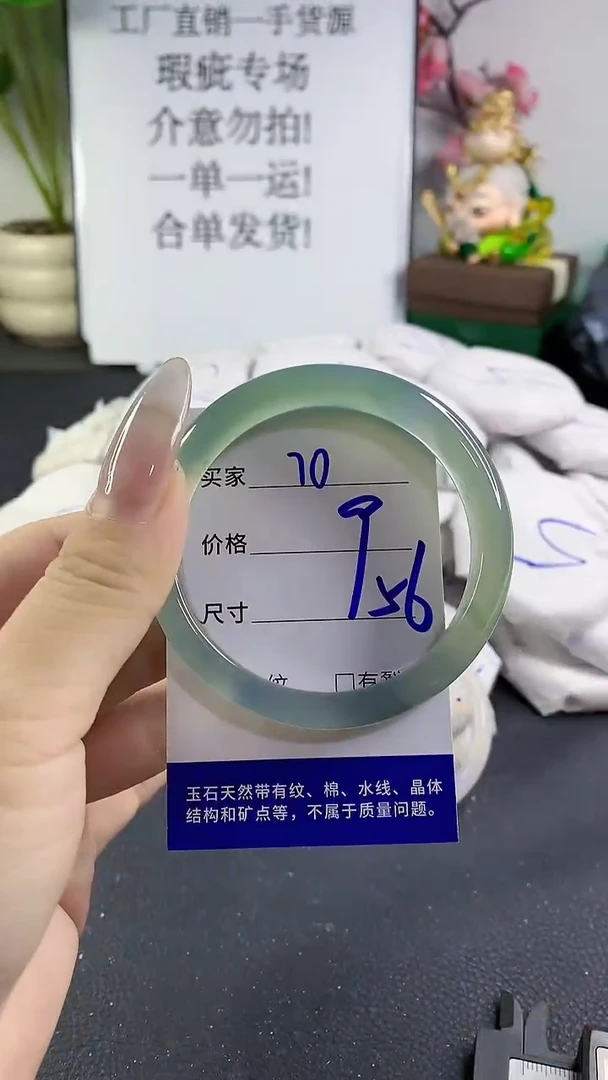 工厂直销一手货源
瑕疵专场
介意勿拍!
一单一运!
合单发货!
买家 70
价格
尺寸 56
纹 □有裂
玉石天然带有纹、棉、水线、晶体
结构和矿点等，不属于质量问题。